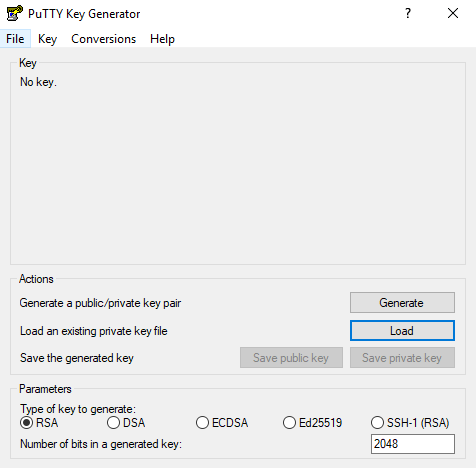 PuTTY Key Generator
? ×
File Key Conversions Help
Key
No key.
Actions
Generate a public/private key pair Generate
Load an existing private key file Load
Save the generated key Save public key Save private key
Parameters
Type of key to generate:
RSA DSA ECDSA Ed25519 SSH-1 (RSA)
Number of bits in a generated key: 2048